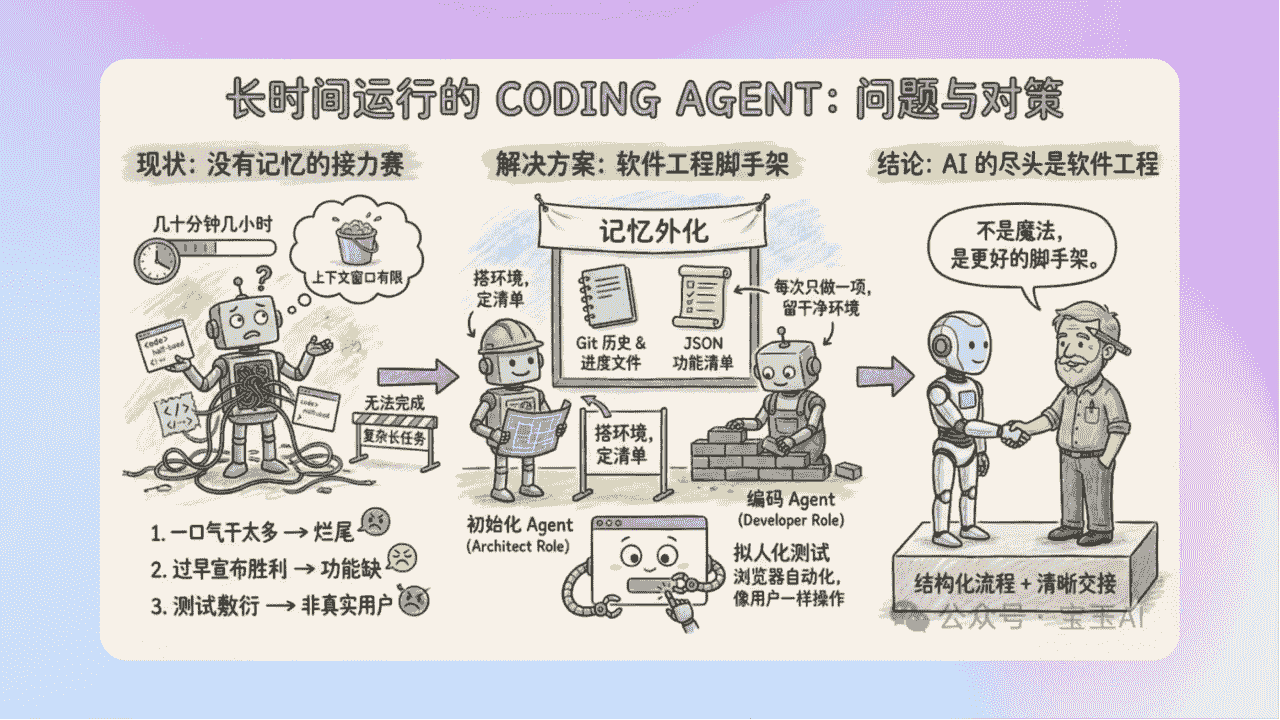 长时间运行的 CODING AGENT：问题与对策
现状：没有记忆的接力赛
几十分钟几小时
上下文窗口有限
?
<code>
half-baed
</>
<code>
无法完成
复杂长任务
1. 一口气干太多 → 烂尾
2. 过早宣布胜利 → 功能缺
3. 测试敷衍 → 非真实用户
解决方案：软件工程脚手架
记忆外化
搭环境，
定清单
Git 历史 &
进度文件
JSON
功能清单
每次只做一项，
留干净环境
搭环境，
定清单
初始化 Agent
(Architect Role)
编码 Agent
(Developer Role)
拟人化测试
浏览器自动化，
像用户一样操作
结论：AI 的尽头是软件工程
不是魔法，
是更好的脚手架。
结构化流程 + 清晰交接
公众号 · 宝玉AI